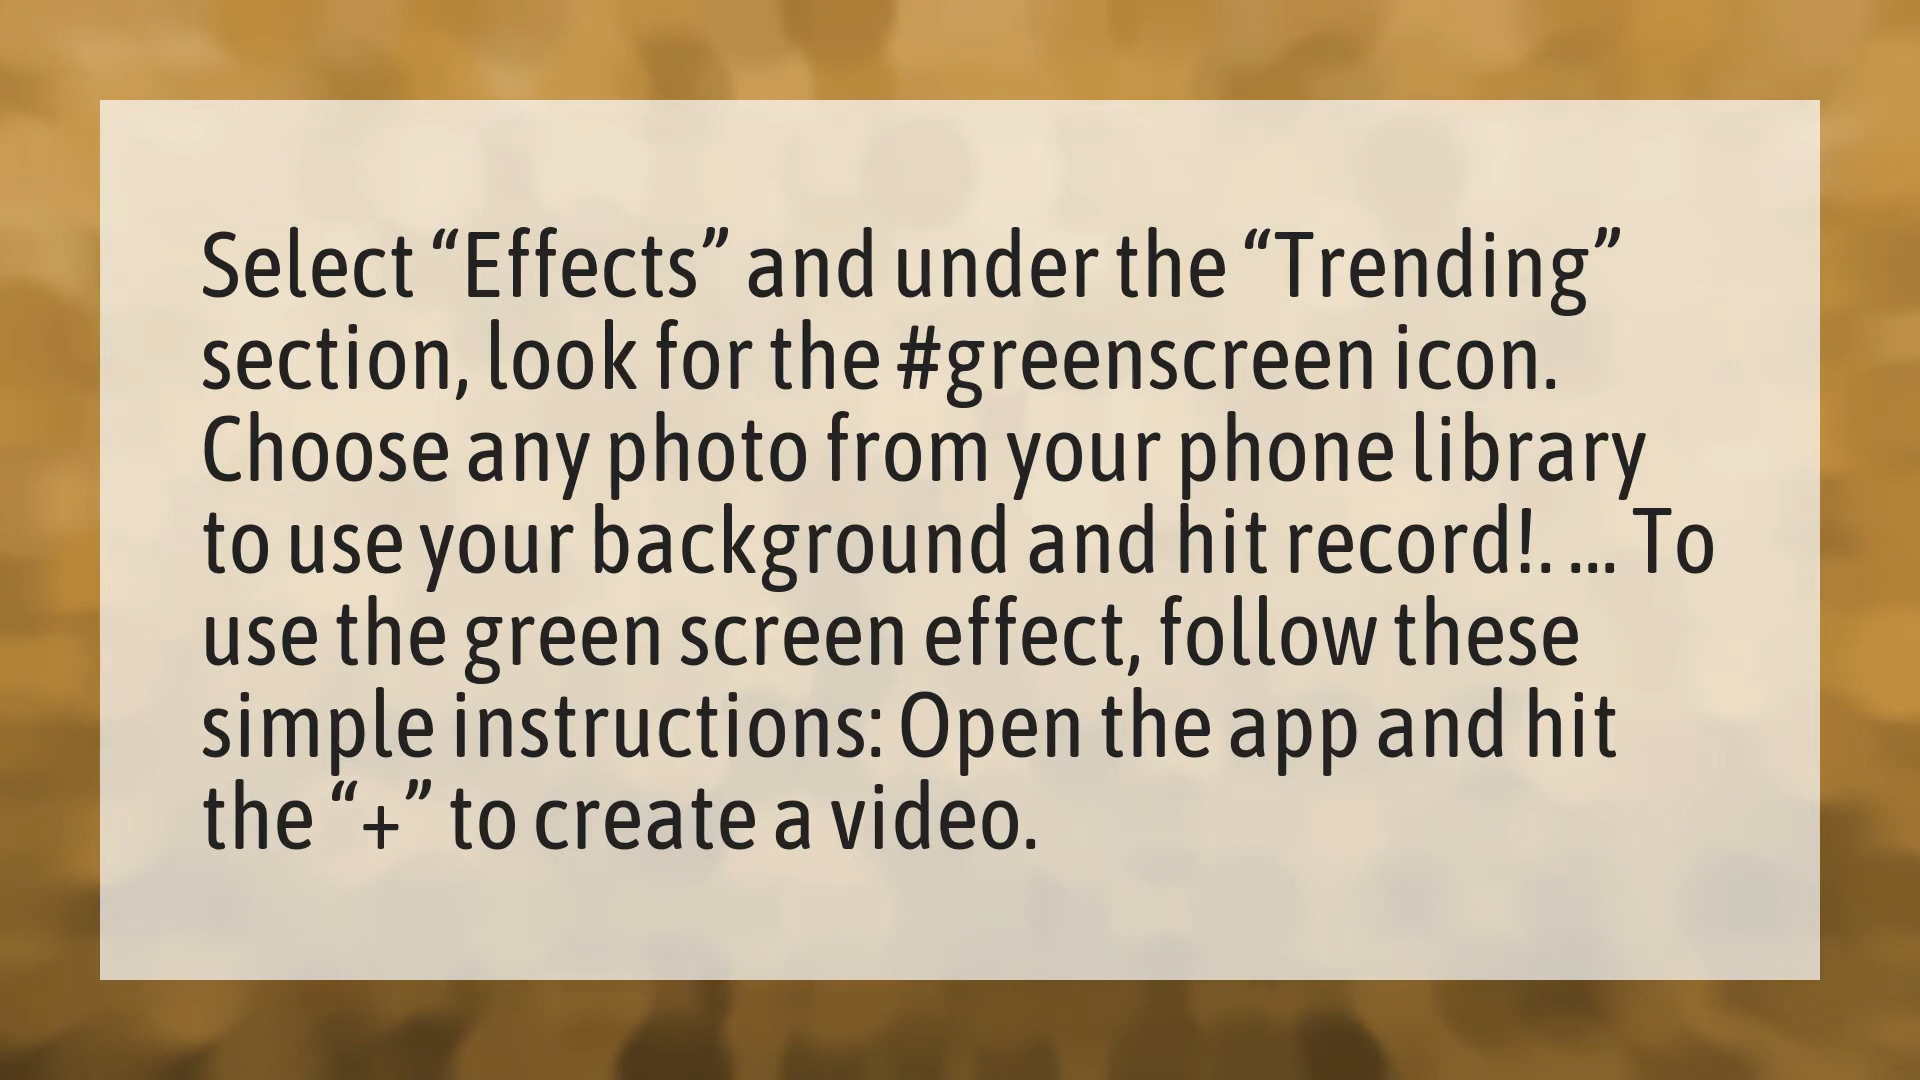 Select “Effects” and under the “Trending”
section, look for the #greenscreen icon.
Choose any photo from your phone library
to use your background and hit record!. ... To
use the green screen effect, follow these
simple instructions: Open the app and hit
the “+” to create a video.